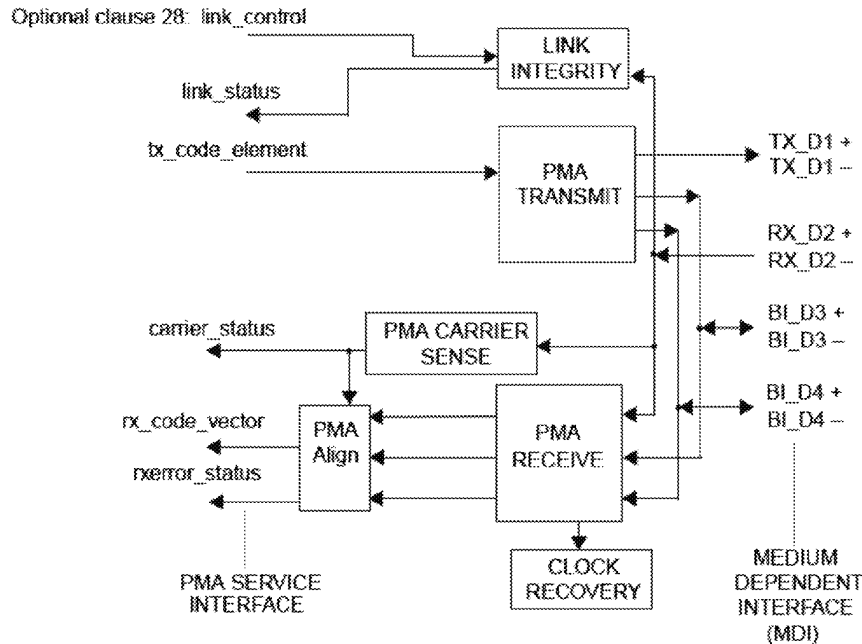 Optional clause 28: link_control
LINK
INTEGRITY
link_status
tx_code_element
PMA
TRANSMIT
TX_D1 +
TX_D1 –
RX_D2 +
RX_D2 –
carrier_status
PMA CARRIER
SENSE
BI_D3 +
BI_D3 –
BI_D4 +
BI_D4 –
rx_code_vector
PMA
Align
PMA
RECEIVE
rxerror_status
CLOCK
RECOVERY
PMA SERVICE
INTERFACE
MEDIUM
DEPENDENT
INTERFACE
(MDI)